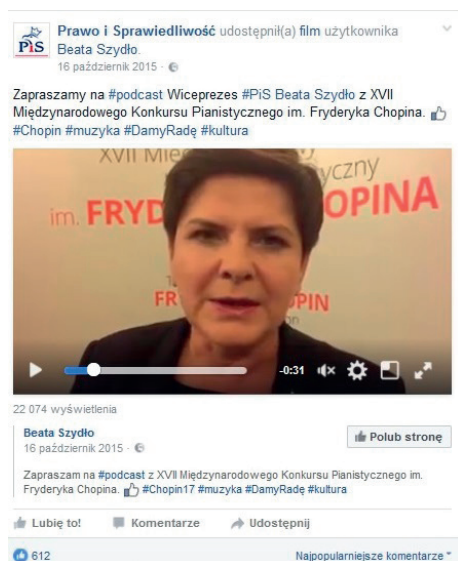 Prawo i Sprawiedliwość udostępnił(a) film użytkownika
Beata Szydło.
PiS
16 październik 2015 ·
Zapraszamy na #podcast Wiceprezes #PiS Beata Szydło z XVII
Międzynarodowego Konkursu Pianistycznego im. Fryderyka Chopina.
#Chopin #muzyka #DamyRadę #kultura
XVII Mię
yczny
im. FRYD
OPINA
FR
PIN
-0:31
22 074 wyświetlenia
Beata Szydło
16 październik 2015 ·
Polub stronę
Zapraszam na #podcast z XVII Międzynarodowego Konkursu Pianistycznego im.
Fryderyka Chopina. #Chopin17 #muzyka #DamyRadę #kultura
Lubię to! Komentarze Udostępnij
612 Najpopularniejsze komentarze